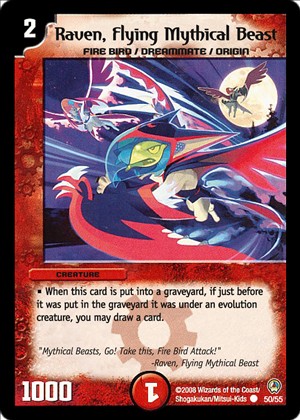 2
Raven, Flying Mythical Beast
FIRE BIRD / DREAMMATE / ORIGIN
CREATURE
▪ When this card is put into a graveyard, if just before
it was put in the graveyard it was under an evolution
creature, you may draw a card.
"Mythical Beasts, Go! Take this, Fire Bird Attack!"
-Raven, Flying Mythical Beast
1000
1
©2008 Wizards of the Coast/
Shogakukan/Mitsui-Kids
50/55